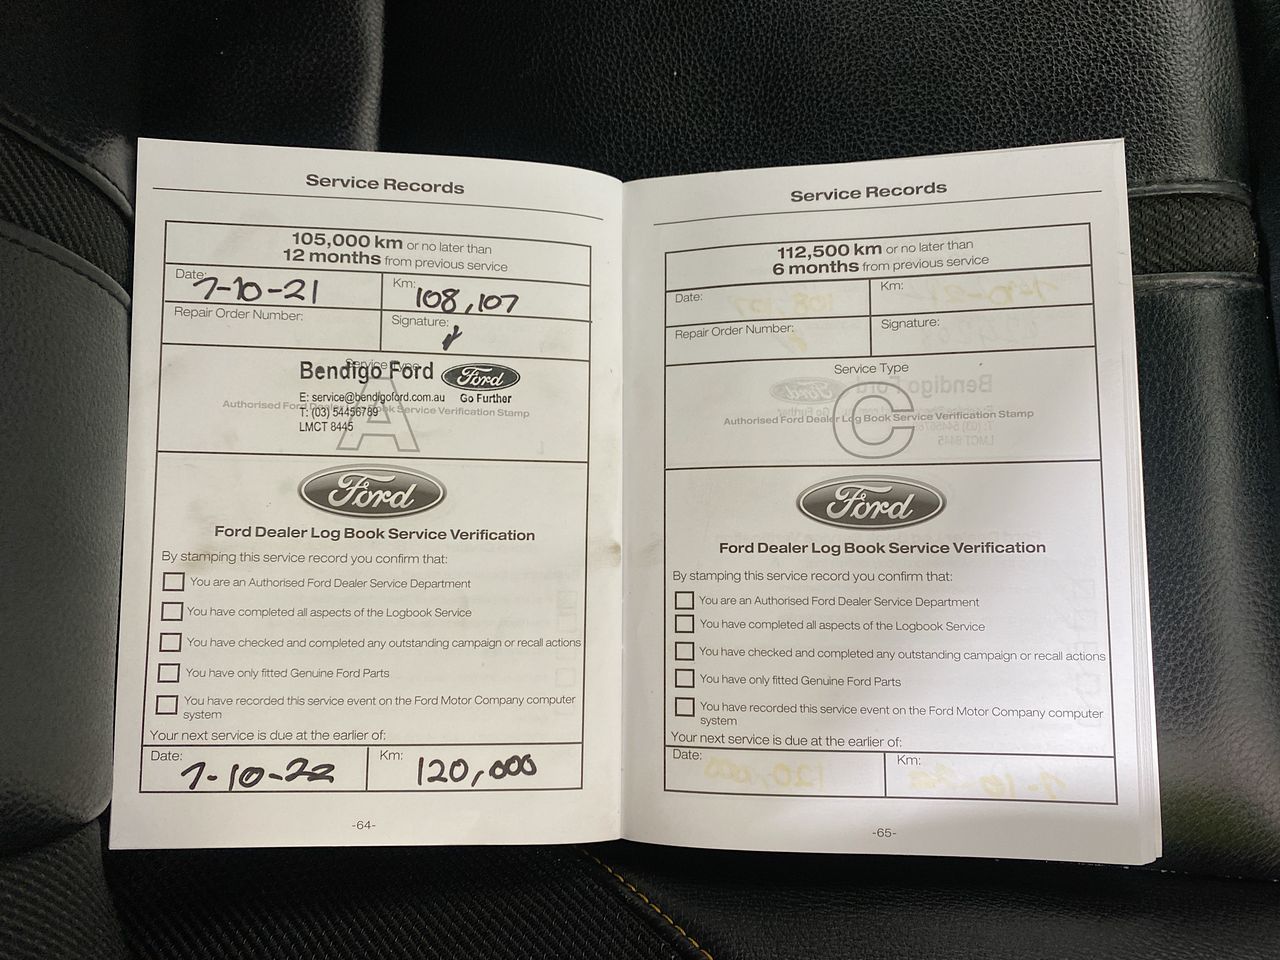 Service Records
105,000 km or no later than
12 months from previous service
Date: 7-10-21
Km: 108,107
Repair Order Number:
Signature:
Service Type
A
Bendigo Ford
Ford
Go Further
E: service@bendigoford.com.au
Authorised Ford Dealer Log Book Service Verification Stamp
T: (03) 54456789
LMCT 8445
Ford
Ford Dealer Log Book Service Verification
By stamping this service record you confirm that:
You are an Authorised Ford Dealer Service Department
You have completed all aspects of the Logbook Service
You have checked and completed any outstanding campaign or recall actions
You have only fitted Genuine Ford Parts
You have recorded this service event on the Ford Motor Company computer
system
Your next service is due at the earlier of:
Date: 7-10-22
Km: 120,000
-64-
Service Records
112,500 km or no later than
6 months from previous service
Date:
Km:
Repair Order Number:
Signature:
Service Type
C
Authorised Ford Dealer Log Book Service Verification Stamp
Ford
Ford Dealer Log Book Service Verification
By stamping this service record you confirm that:
You are an Authorised Ford Dealer Service Department
You have completed all aspects of the Logbook Service
You have checked and completed any outstanding campaign or recall actions
You have only fitted Genuine Ford Parts
You have recorded this service event on the Ford Motor Company computer
system
Your next service is due at the earlier of:
Date:
Km:
-65-